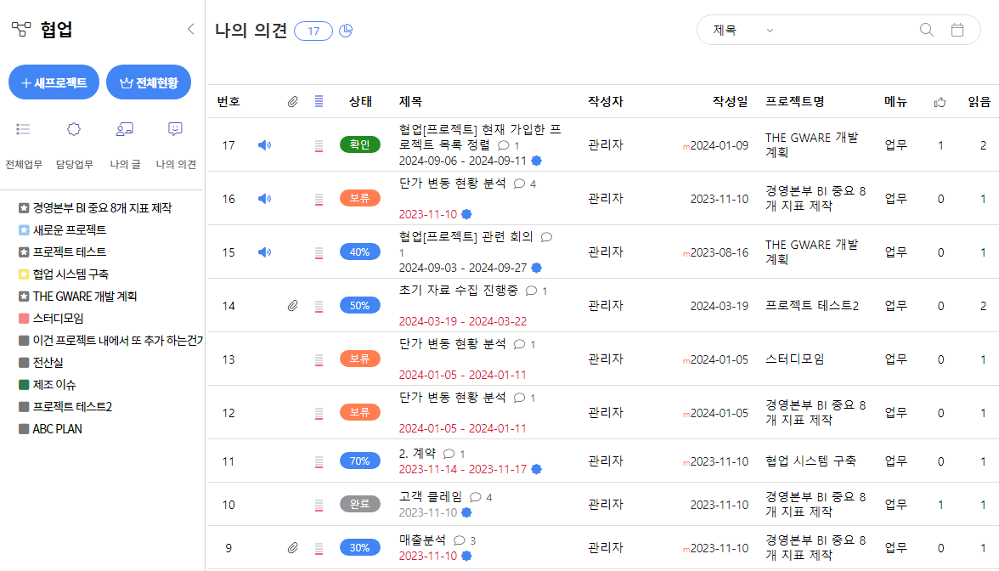 협업
새프로젝트
전체현황
전체업무 담당업무 나의 글 나의 의견
경영본부 BI 중요 8개 지표 제작
새로운 프로젝트
프로젝트 테스트
협업 시스템 구축
THE GWARE 개발 계획
스터디모임
이건 프로젝트 내에서 또 추가 하는건가
전산실
제조 이슈
프로젝트 테스트2
ABC PLAN
나의 의견 17
제목
번호 상태 제목 작성자 작성일 프로젝트명 메뉴 읽음
17 확인 협업[프로젝트] 현재 가입한 프
로젝트 목록 정렬 1
2024-09-06 - 2024-09-11
관리자 m2024-01-09 THE GWARE 개발
계획
1 2
16 보류 단가 변동 현황 분석 4
2023-11-10
관리자 2023-11-10 경영본부 BI 중요 8
개 지표 제작
업무 0 1
15 40% 협업[프로젝트] 관련 회의
1
2024-09-03 - 2024-09-27
관리자 m2023-08-16 THE GWARE 개발
계획
업무 0 1
14 50% 초기 자료 수집 진행중 1
2024-03-19 - 2024-03-22
관리자 2024-03-19 프로젝트 테스트2 업무 0 2
13 보류 단가 변동 현황 분석 1
2024-01-05 - 2024-01-11
관리자 m2024-01-05 스터디모임 업무 0 1
12 보류 단가 변동 현황 분석 1
2024-01-05 - 2024-01-11
관리자 m2024-01-05 경영본부 BI 중요 8
개 지표 제작
업무 0 1
11 70% 2. 계약 1
2023-11-14 - 2023-11-17
관리자 m2023-11-10 협업 시스템 구축 업무 0 1
10 완료 고객 클레임 4
2023-11-10
관리자 2023-11-10 경영본부 BI 중요 8
개 지표 제작
업무 1 1
9 30% 매출분석 3
2023-11-10
관리자 m2023-11-10 경영본부 BI 중요 8
개 지표 제작
업무 0 1